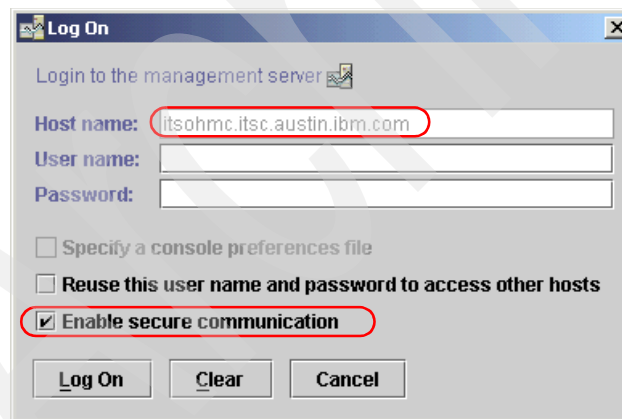 Log On
Login to the management server
Host name: itsohmc.itsc.austin.ibm.com
User name:
Password:
Specify a console preferences file
Reuse this user name and password to access other hosts
Enable secure communication
Log On Clear Cancel